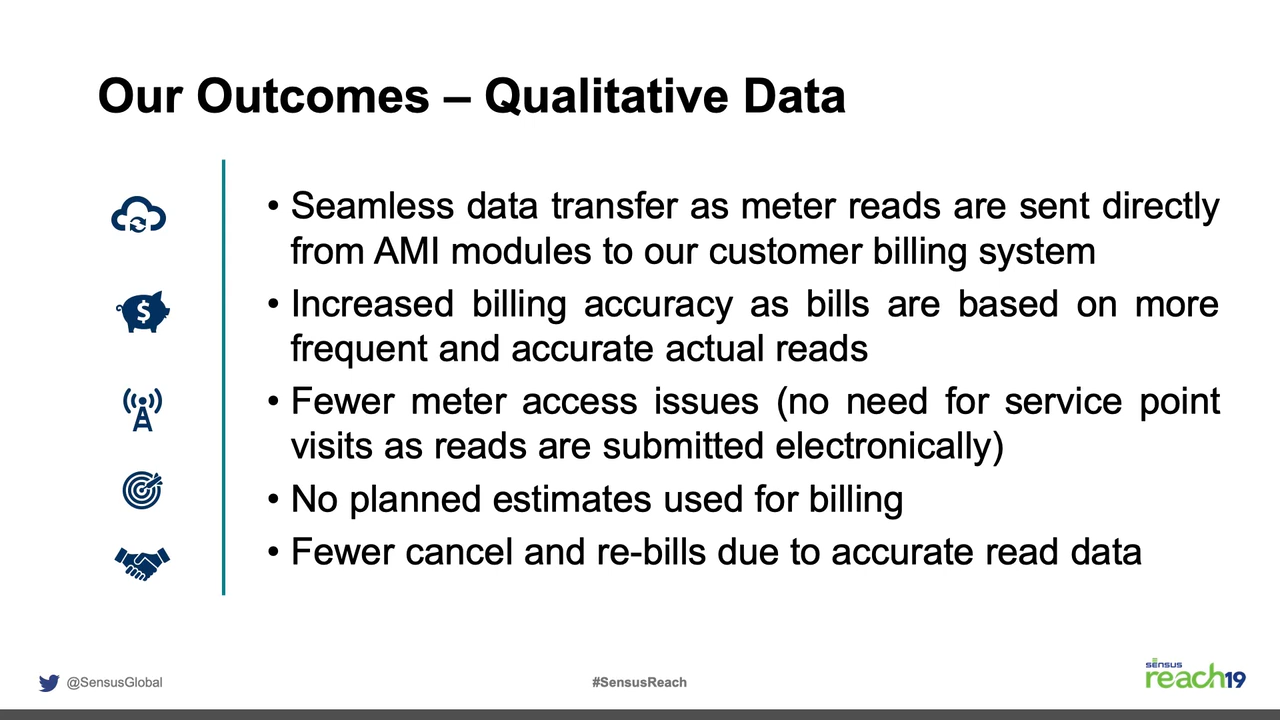 Our Outcomes – Qualitative Data
• Seamless data transfer as meter reads are sent directly
from AMI modules to our customer billing system
• Increased billing accuracy as bills are based on more
frequent and accurate actual reads
• Fewer meter access issues (no need for service point
visits as reads are submitted electronically)
• No planned estimates used for billing
• Fewer cancel and re-bills due to accurate read data
$
@SensusGlobal
#SensusReach
sensus
reach19